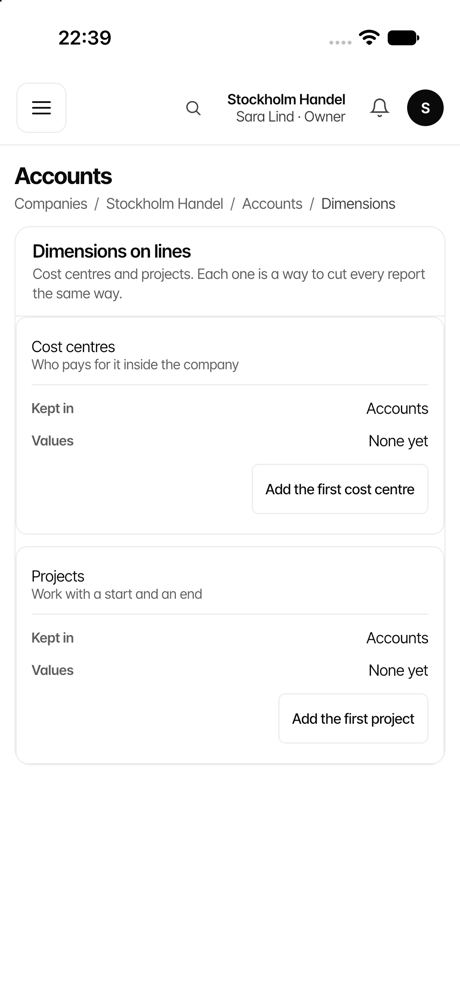 22:39
Stockholm Handel
Sara Lind · Owner
S
Accounts
Companies / Stockholm Handel / Accounts / Dimensions
Dimensions on lines
Cost centres and projects. Each one is a way to cut every report
the same way.
Cost centres
Who pays for it inside the company
Kept in Accounts
Values None yet
Add the first cost centre
Projects
Work with a start and an end
Kept in Accounts
Values None yet
Add the first project